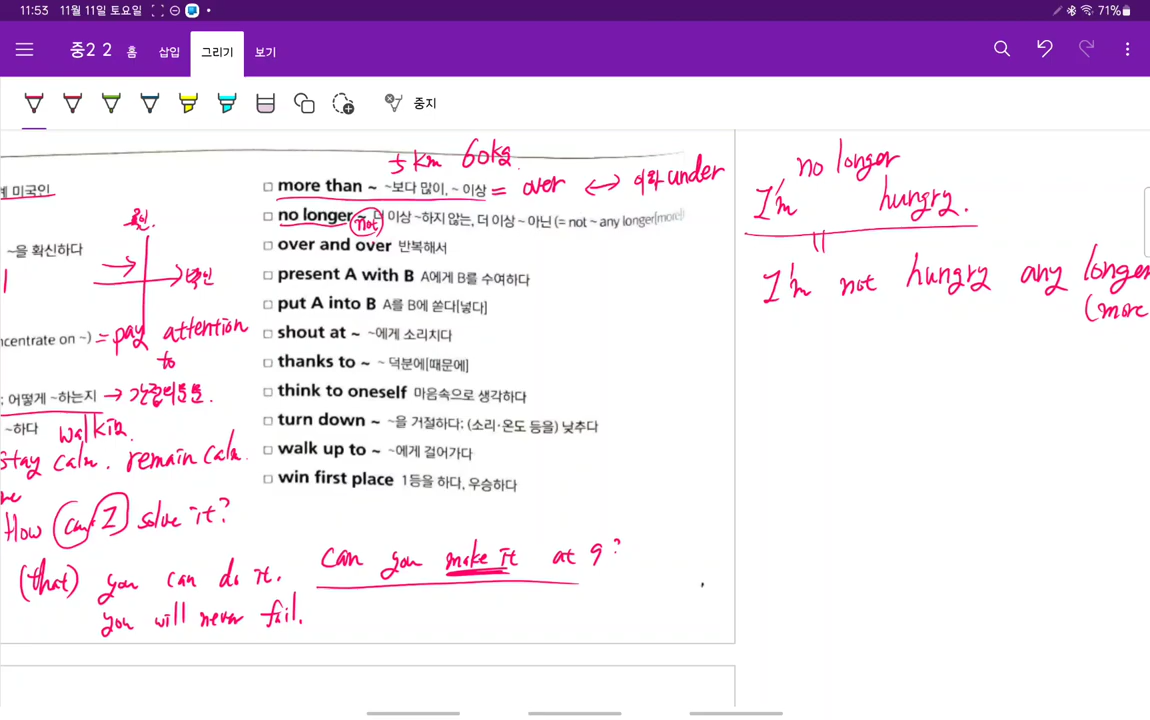 11:53 11월 11일 토요일 71%
중2 2 홈 삽입 그리기 보기
중지
5km 60kg
계 미국인
□ more than ~ ~보다 많이, ~ 이상 = over ↔ 이하 under
□ no longer ~ 더 이상 ~하지 않는, 더 이상 ~ 아닌 (= not ~ any longer[more])
not
~을 확신하다
□ over and over 반복해서
□ present A with B A에게 B를 수여하다
□ put A into B A를 B에 쏟다[넣다]
ncentrate on ~) = pay attention to
□ shout at ~ ~에게 소리치다
□ thanks to ~ ~ 덕분에[때문에]
; 어떻게 ~하는지 → 간접의문문.
□ think to oneself 마음속으로 생각하다
□ turn down ~ ~을 거절하다; (소리·온도 등을) 낮추다
~하다
□ walk up to ~ ~에게 걸어가다
stay calm. remain calm.
□ win first place 1등을 하다, 우승하다
How can I solve it?
(that) you can do it.
you will never fail.
Can you make it at 9?
no longer
I'm hungry.
I'm not hungry any longer
(more